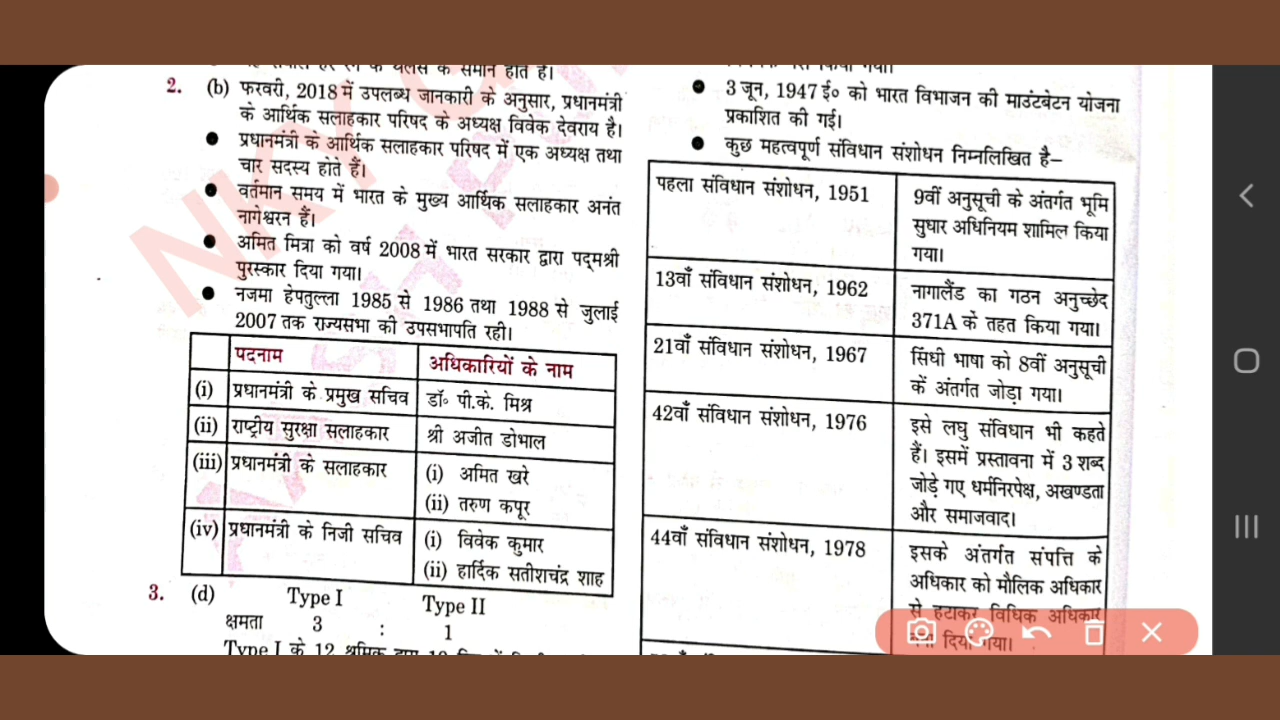 2. (b) फरवरी, 2018 में उपलब्ध जानकारी के अनुसार, प्रधानमंत्री
के आर्थिक सलाहकार परिषद के अध्यक्ष विवेक देवराय है।
● प्रधानमंत्री के आर्थिक सलाहकार परिषद में एक अध्यक्ष तथा
चार सदस्य होते हैं।
● वर्तमान समय में भारत के मुख्य आर्थिक सलाहकार अनंत
नागेश्वरन हैं।
● अमित मित्रा को वर्ष 2008 में भारत सरकार द्वारा पद्मश्री
पुरस्कार दिया गया।
● नजमा हेपतुल्ला 1985 से 1986 तथा 1988 से जुलाई
2007 तक राज्यसभा की उपसभापति रही।
पदनाम अधिकारियों के नाम
(i) प्रधानमंत्री के प्रमुख सचिव डॉ॰ पी.के. मिश्र
(ii) राष्ट्रीय सुरक्षा सलाहकार श्री अजीत डोभाल
(iii) प्रधानमंत्री के सलाहकार (i) अमित खरे
(ii) तरुण कपूर
(iv) प्रधानमंत्री के निजी सचिव (i) विवेक कुमार
(ii) हार्दिक सतीशचंद्र शाह
3. (d) Type I Type II
क्षमता 3 : 1
Type I के 12 श्रमिक
● 3 जून, 1947 ई० को भारत विभाजन की माउंटबेटन योजना
प्रकाशित की गई।
● कुछ महत्वपूर्ण संविधान संशोधन निम्नलिखित है–
पहला संविधान संशोधन, 1951 9वीं अनुसूची के अंतर्गत भूमि
सुधार अधिनियम शामिल किया
गया।
13वाँ संविधान संशोधन, 1962 नागालैंड का गठन अनुच्छेद
371A के तहत किया गया।
21वाँ संविधान संशोधन, 1967 सिंधी भाषा को 8वीं अनुसूची
के अंतर्गत जोड़ा गया।
42वाँ संविधान संशोधन, 1976 इसे लघु संविधान भी कहते
हैं। इसमें प्रस्तावना में 3 शब्द
जोड़े गए धर्मनिरपेक्ष, अखण्डता
और समाजवाद।
44वाँ संविधान संशोधन, 1978 इसके अंतर्गत संपत्ति के
अधिकार को मौलिक अधिकार
से हटाकर विधिक अधिकार
दिया गया।